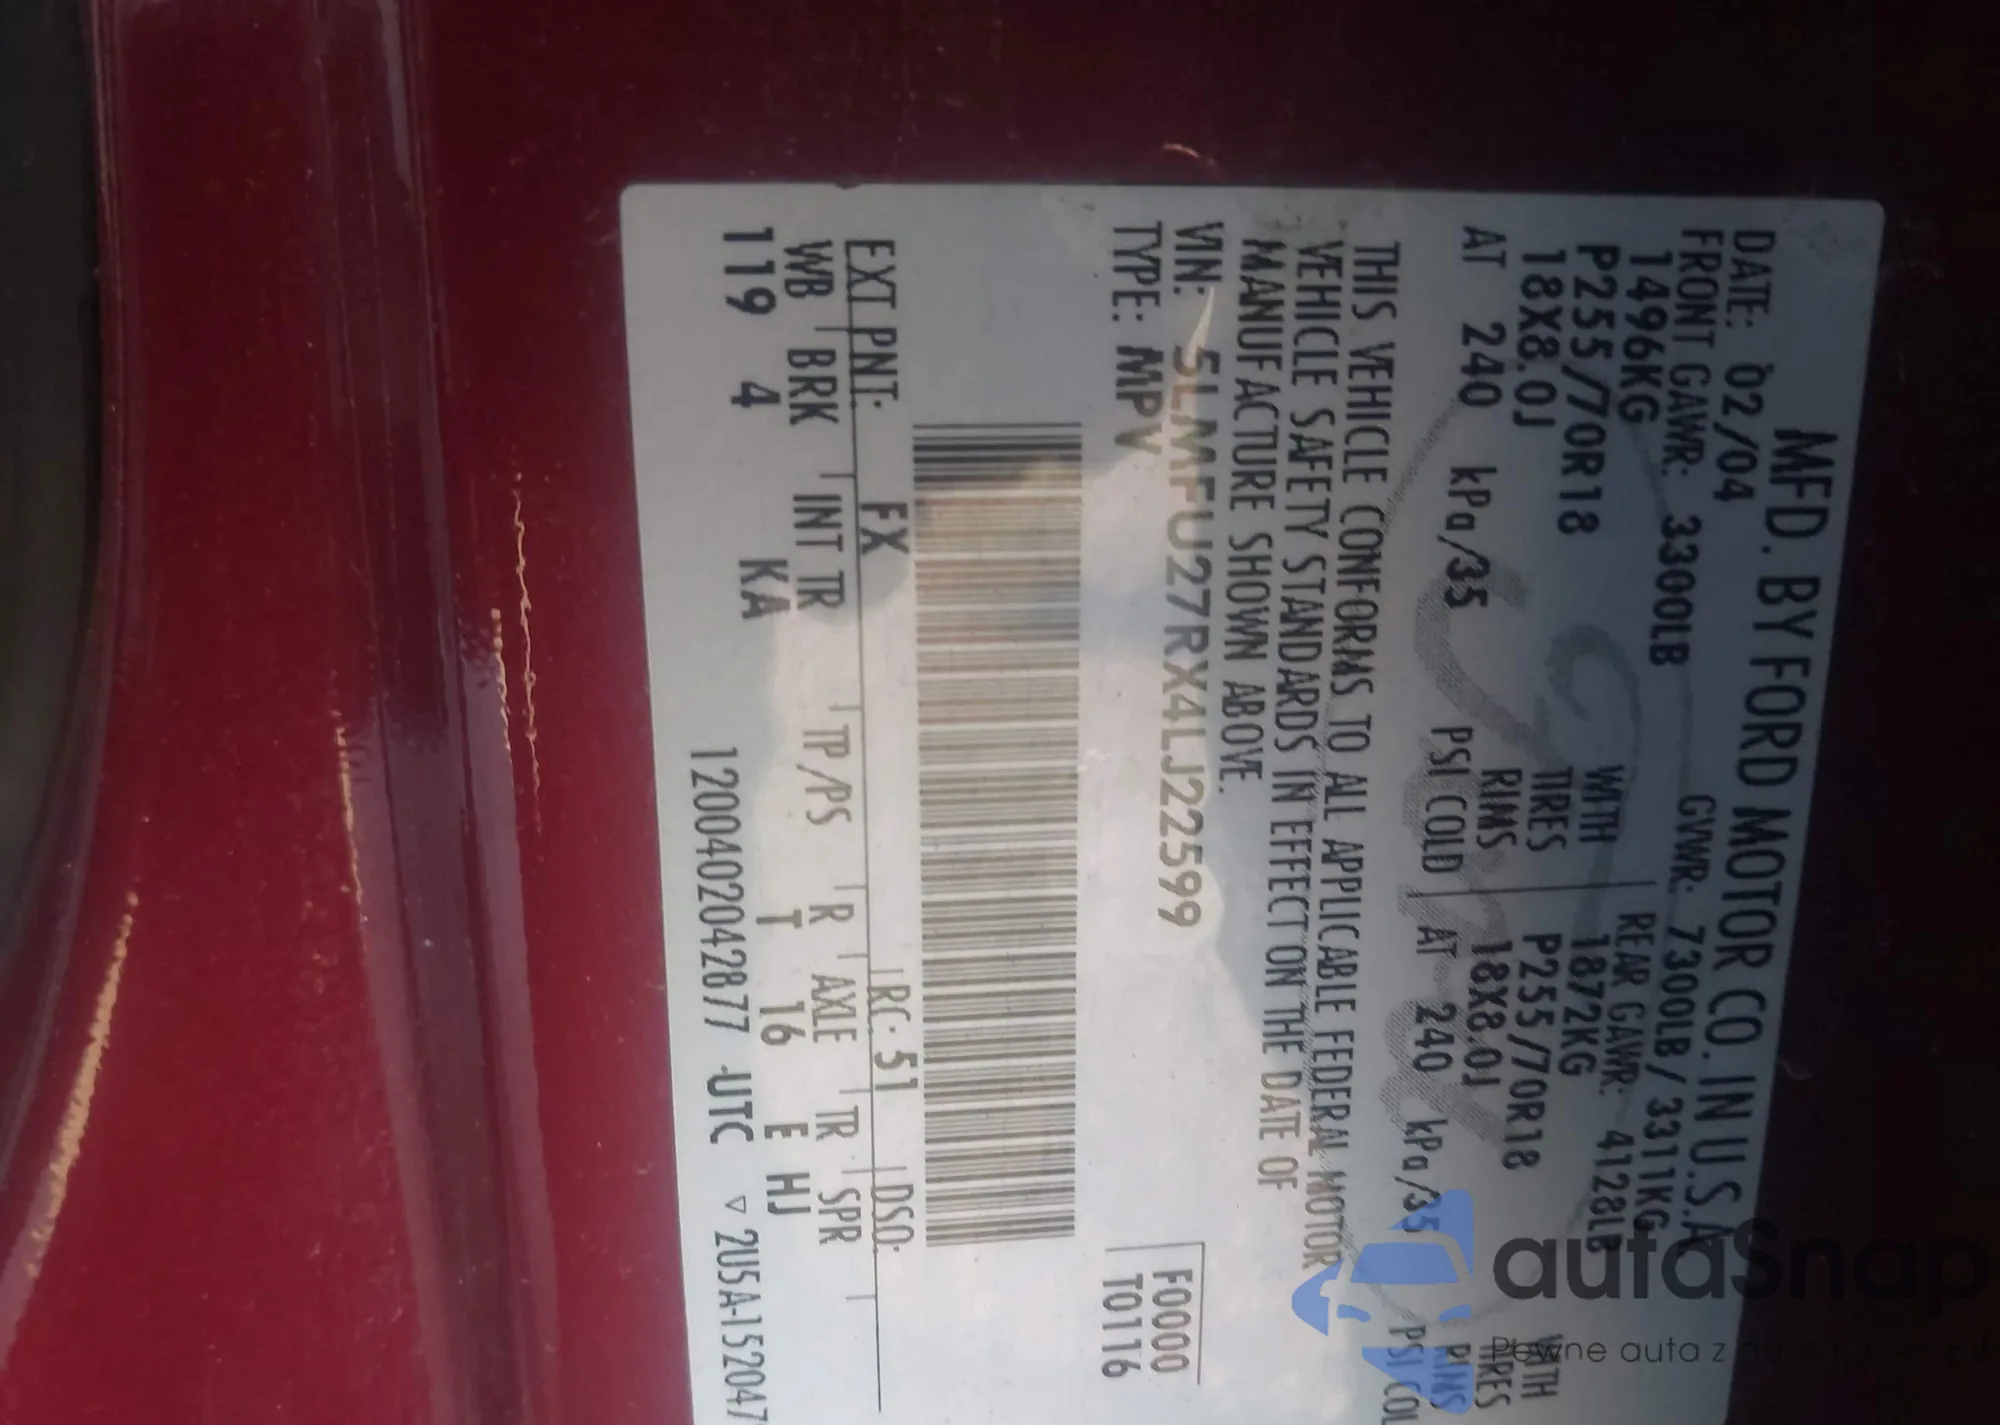 MFD. BY FORD MOTOR CO. IN U.S.A.
DATE: 02/04 GVWR: 7300LB/ 3311KG
FRONT GAWR: 3300LB REAR GAWR: 4128LB
1496KG WITH 1872KG WITH
P255/70R18 TIRES P255/70R18 TIRES
18X8.0J RIMS 18X8.0J RIMS
AT 240 kPa/35 PSI COLD AT 240 kPa/35 PSI COL
THIS VEHICLE CONFORMS TO ALL APPLICABLE FEDERAL MOTOR
VEHICLE SAFETY STANDARDS IN EFFECT ON THE DATE OF
MANUFACTURE SHOWN ABOVE.
VIN: 5LMFU27RX4LJ22599 F0000
TYPE: MPV T0116
EXT PNT: FX RC: 51 DSO:
WB BRK INT TR TP/PS R AXLE TR SPR
119 4 KA T 16 E HJ
12004020428​77 UTC ▽ 2U5A-152047
autaSnap
Pewne auta z